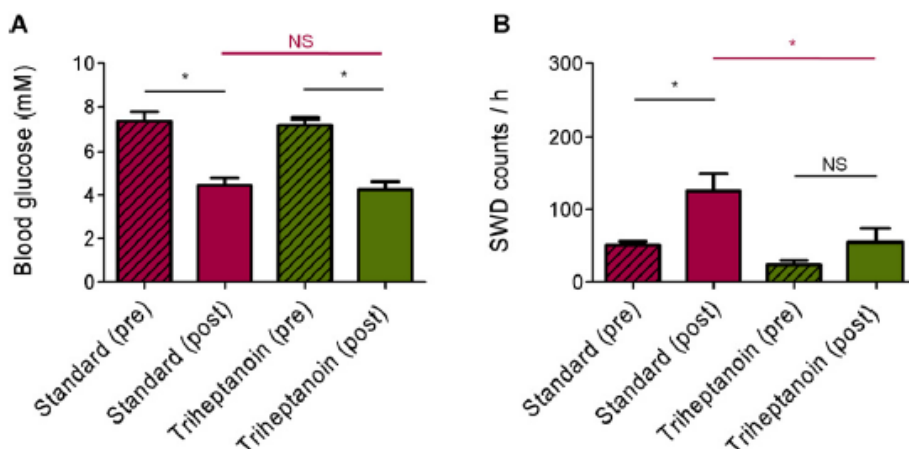 A
Blood glucose (mM)
10
8
6
4
2
0
*
NS
*
Standard (pre)
Standard (post)
Triheptanoin (pre)
Triheptanoin (post)
B
SWD counts / h
300
200
100
0
*
*
NS
Standard (pre)
Standard (post)
Triheptanoin (pre)
Triheptanoin (post)